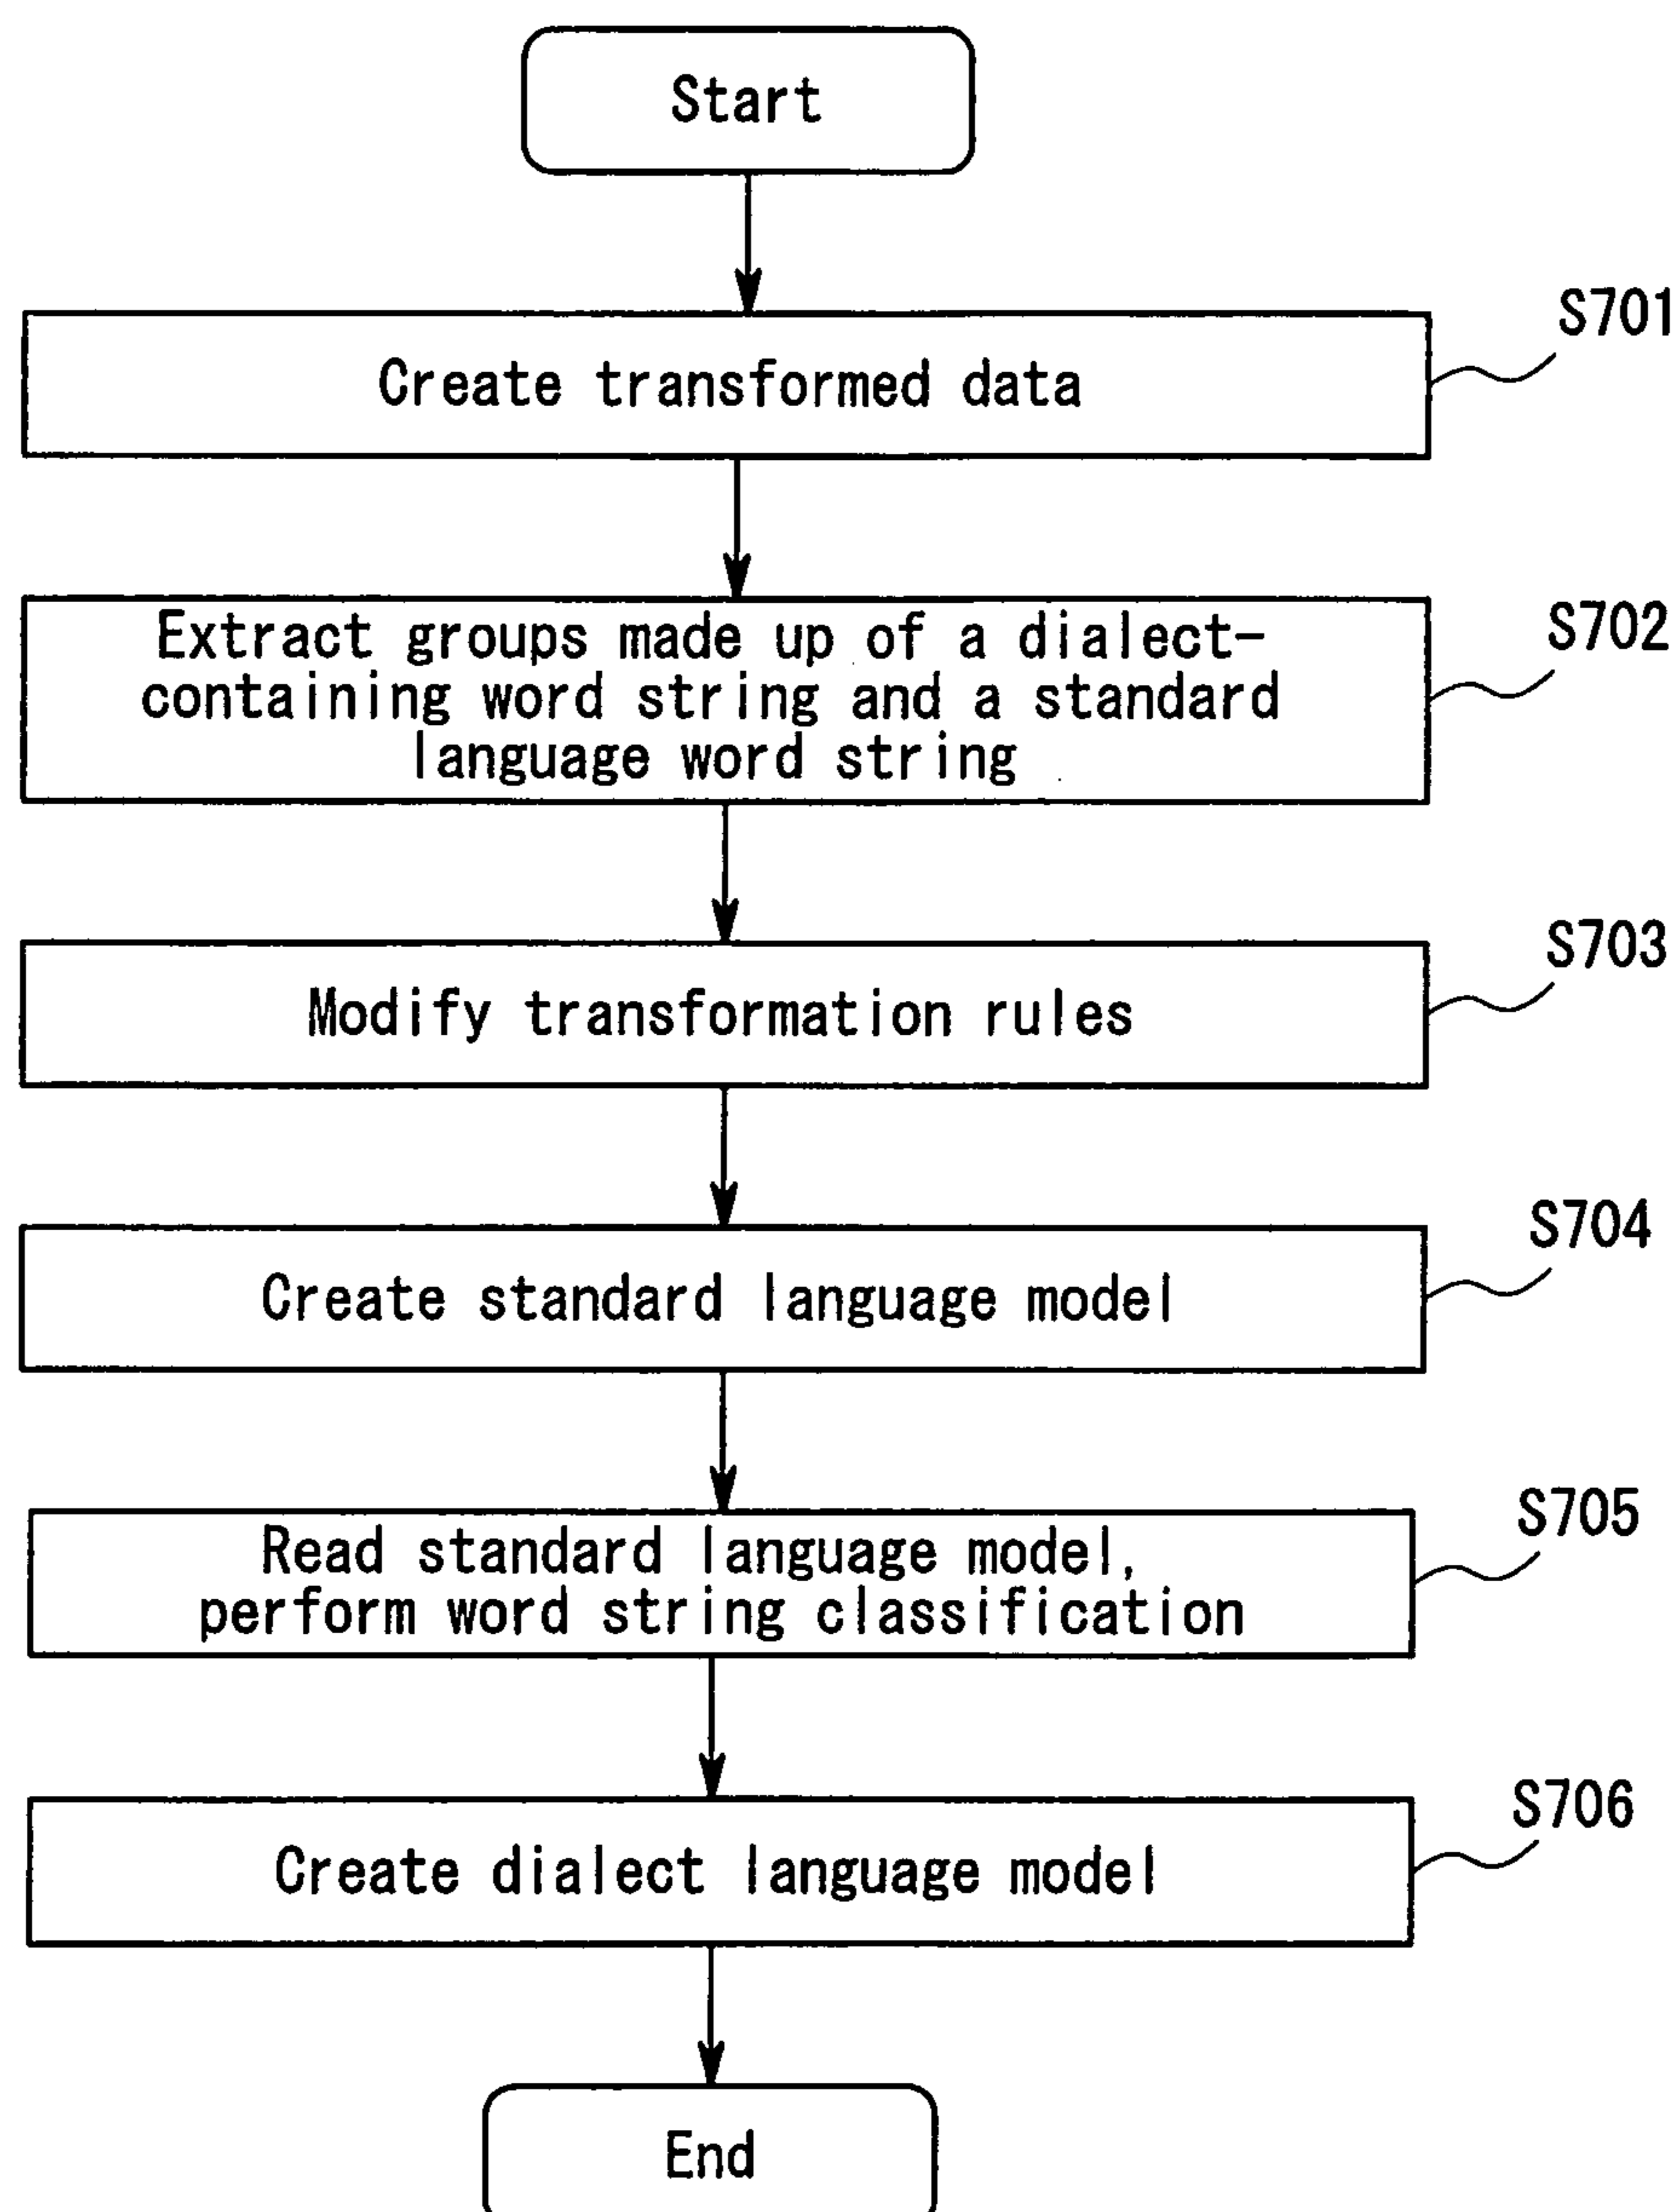 Start
S701
Create transformed data
S702
Extract groups made up of a dialect-
containing word string and a standard
language word string
S703
Modify transformation rules
S704
Create standard language model
S705
Read standard language model,
perform word string classification
S706
Create dialect language model
End